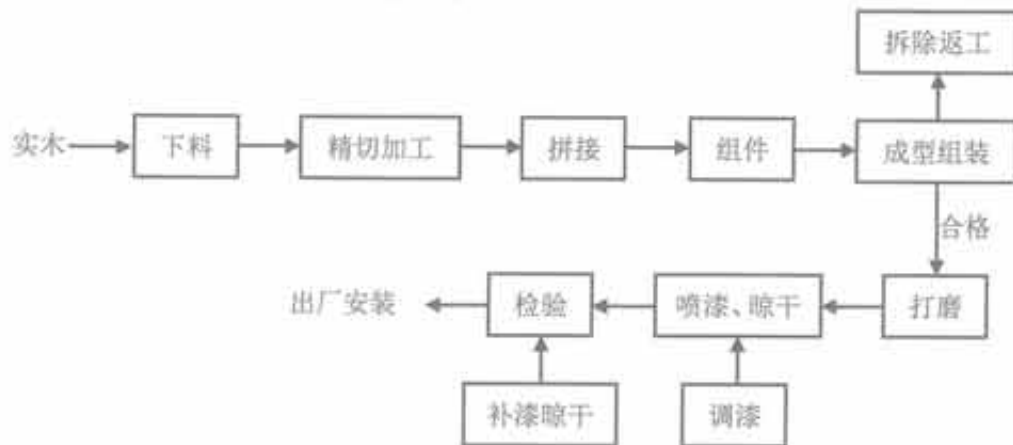 拆除返工
实木
下料
精切加工
拼接
组件
成型组装
合格
出厂安装
检验
喷漆、晾干
打磨
补漆晾干
调漆